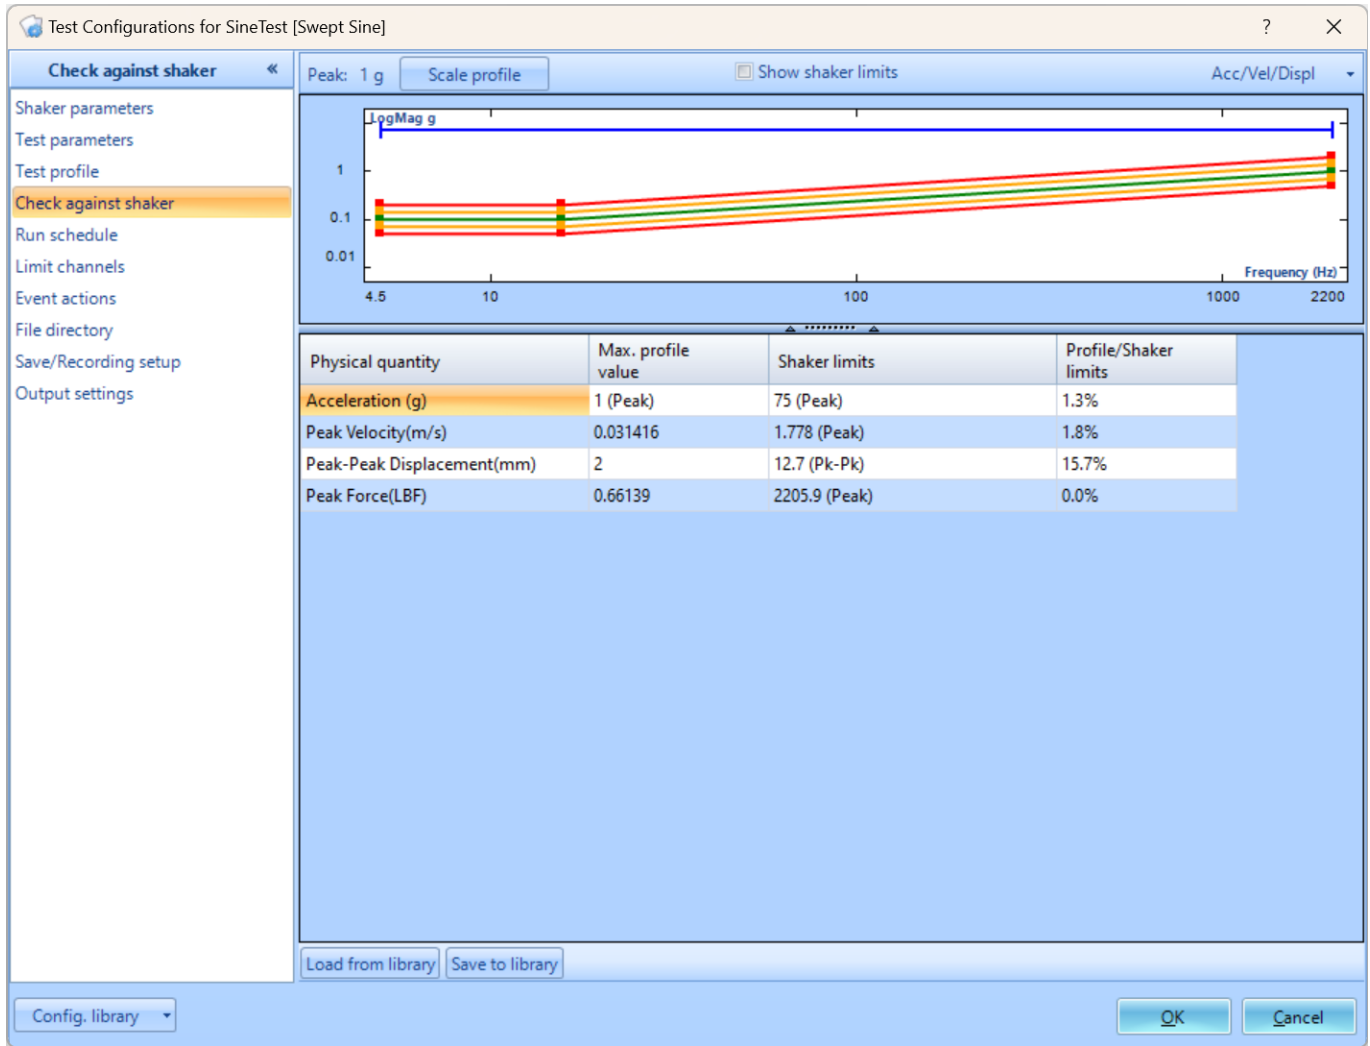 Test Configurations for SineTest [Swept Sine]
?
Check against shaker «
Shaker parameters
Test parameters
Test profile
Check against shaker
Run schedule
Limit channels
Event actions
File directory
Save/Recording setup
Output settings
Peak: 1 g
Scale profile
Show shaker limits
Acc/Vel/Displ
LogMag g
1
0.1
0.01
Frequency (Hz)
4.5 10 100 1000 2200
Physical quantity
Max. profile
value
Shaker limits
Profile/Shaker
limits
Acceleration (g) 1 (Peak) 75 (Peak) 1.3%
Peak Velocity(m/s) 0.031416 1.778 (Peak) 1.8%
Peak-Peak Displacement(mm) 2 12.7 (Pk-Pk) 15.7%
Peak Force(LBF) 0.66139 2205.9 (Peak) 0.0%
Load from library
Save to library
Config. library
OK
Cancel